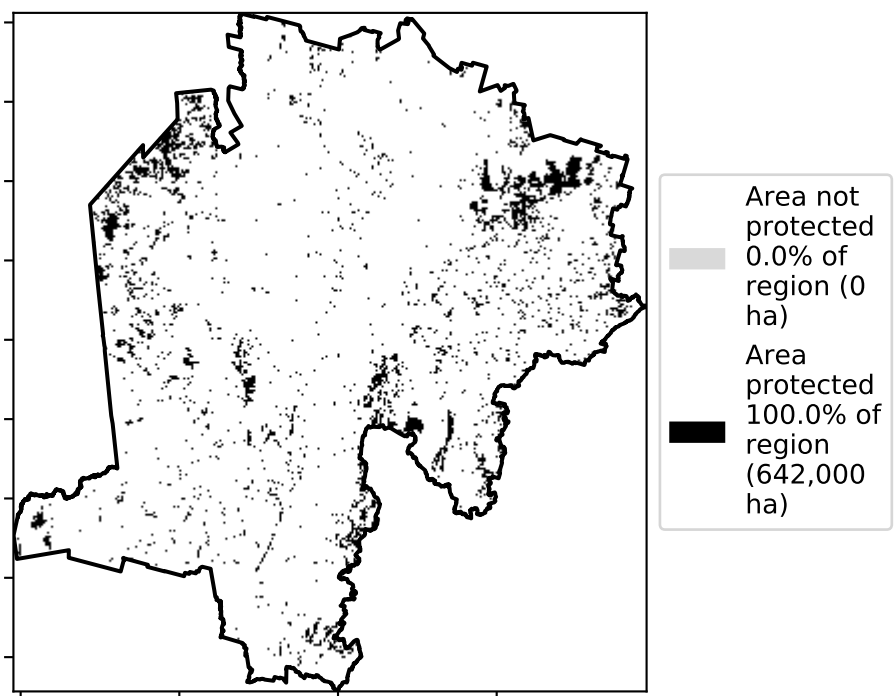 Area not
protected
0.0% of
region (0
ha)
Area
protected
100.0% of
region
(642,000
ha)